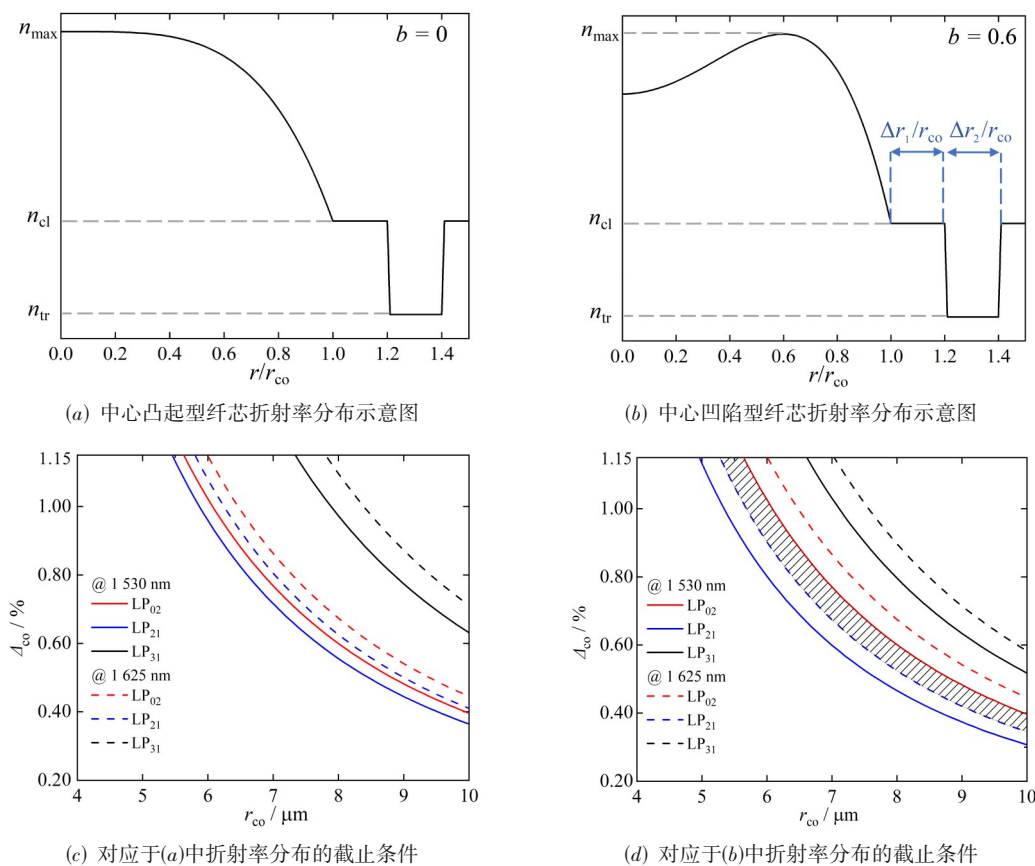 n_max
b = 0
n_cl
n_tr
0.0 0.2 0.4 0.6 0.8 1.0 1.2 1.4
r/r_co
(a) 中心凸起型纤芯折射率分布示意图
n_max
b = 0.6
Δr_1/r_co Δr_2/r_co
n_cl
n_tr
0.0 0.2 0.4 0.6 0.8 1.0 1.2 1.4
r/r_co
(b) 中心凹陷型纤芯折射率分布示意图
1.15
1.00
0.80
0.60
0.40
0.20
Δ_co / %
@ 1 530 nm
LP_02
LP_21
LP_31
@ 1 625 nm
LP_02
LP_21
LP_31
4 5 6 7 8 9 10
r_co / μm
(c) 对应于(a)中折射率分布的截止条件
1.15
1.00
0.80
0.60
0.40
0.20
Δ_co / %
@ 1 530 nm
LP_02
LP_21
LP_31
@ 1 625 nm
LP_02
LP_21
LP_31
4 5 6 7 8 9 10
r_co / μm
(d) 对应于(b)中折射率分布的截止条件